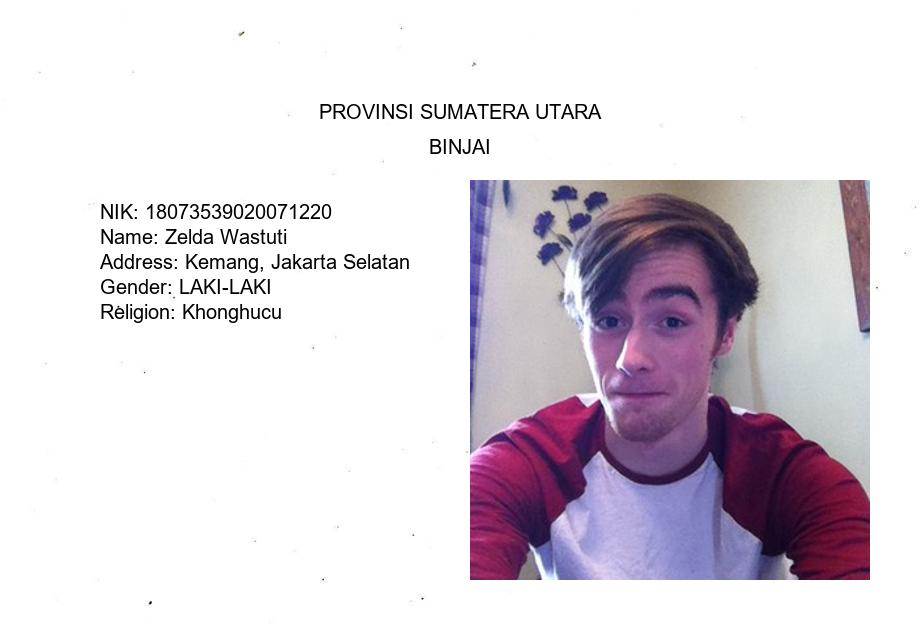 PROVINSI SUMATERA UTARA
BINJAI
NIK: 18073539020071220
Name: Zelda Wastuti
Address: Kemang, Jakarta Selatan
Gender: LAKI-LAKI
Religion: Khonghucu